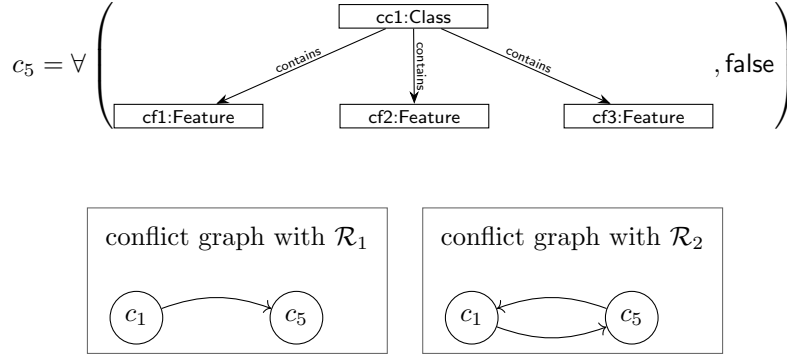 cc1:Class
contains contains contains
c₅ = ∀ ( , false )
cf1:Feature cf2:Feature cf3:Feature
conflict graph with ℛ₁ conflict graph with ℛ₂
c₁ c₅ c₁ c₅